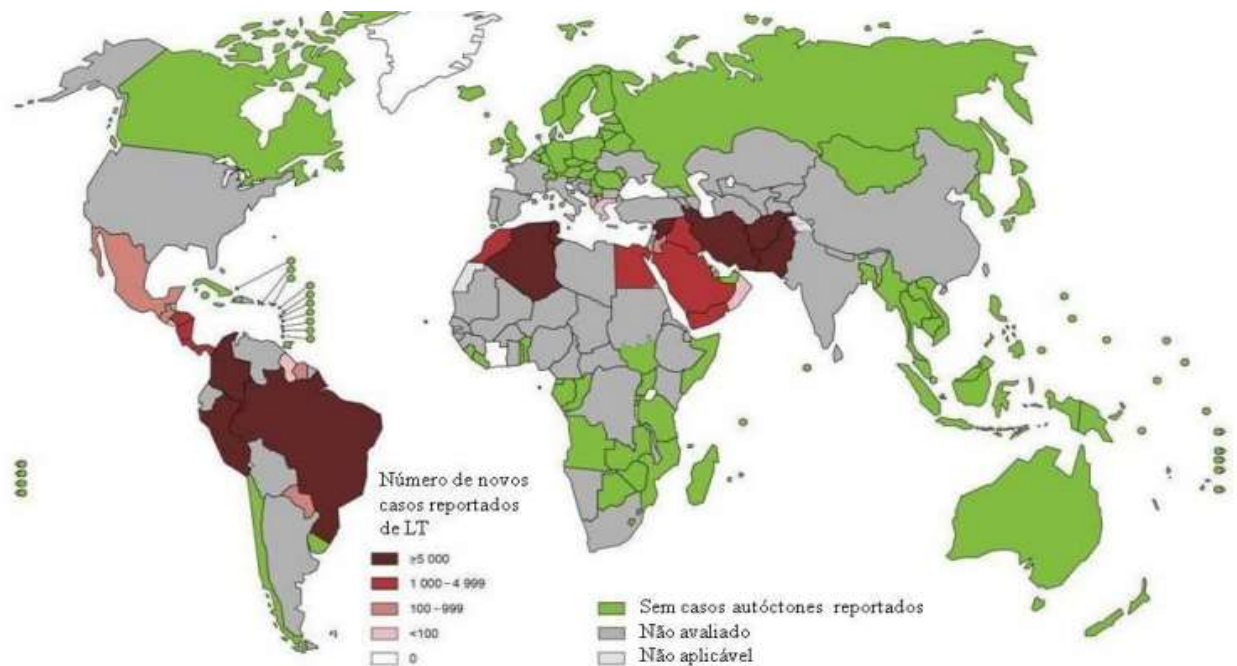 Número de novos
casos reportados
de LT
≥5 000
1 000–4 999
100–999
<100
0
Sem casos autóctones reportados
Não avaliado
Não aplicável